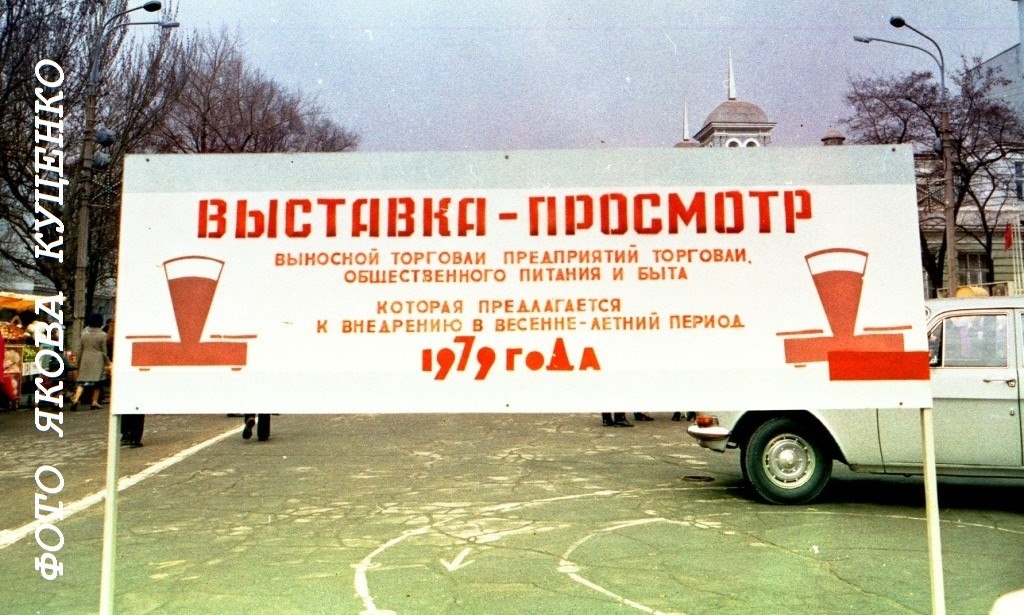 ВЫСТАВКА-ПРОСМОТР
ВЫНОСНОЙ ТОРГОВЛИ ПРЕДПРИЯТИЙ ТОРГОВЛИ,
ОБЩЕСТВЕННОГО ПИТАНИЯ И БЫТА
КОТОРАЯ ПРЕДЛАГАЕТСЯ
К ВНЕДРЕНИЮ В ВЕСЕННЕ-ЛЕТНИЙ ПЕРИОД
1979 ГОДА
ФОТО ЯКОВА КУЦЕНКО